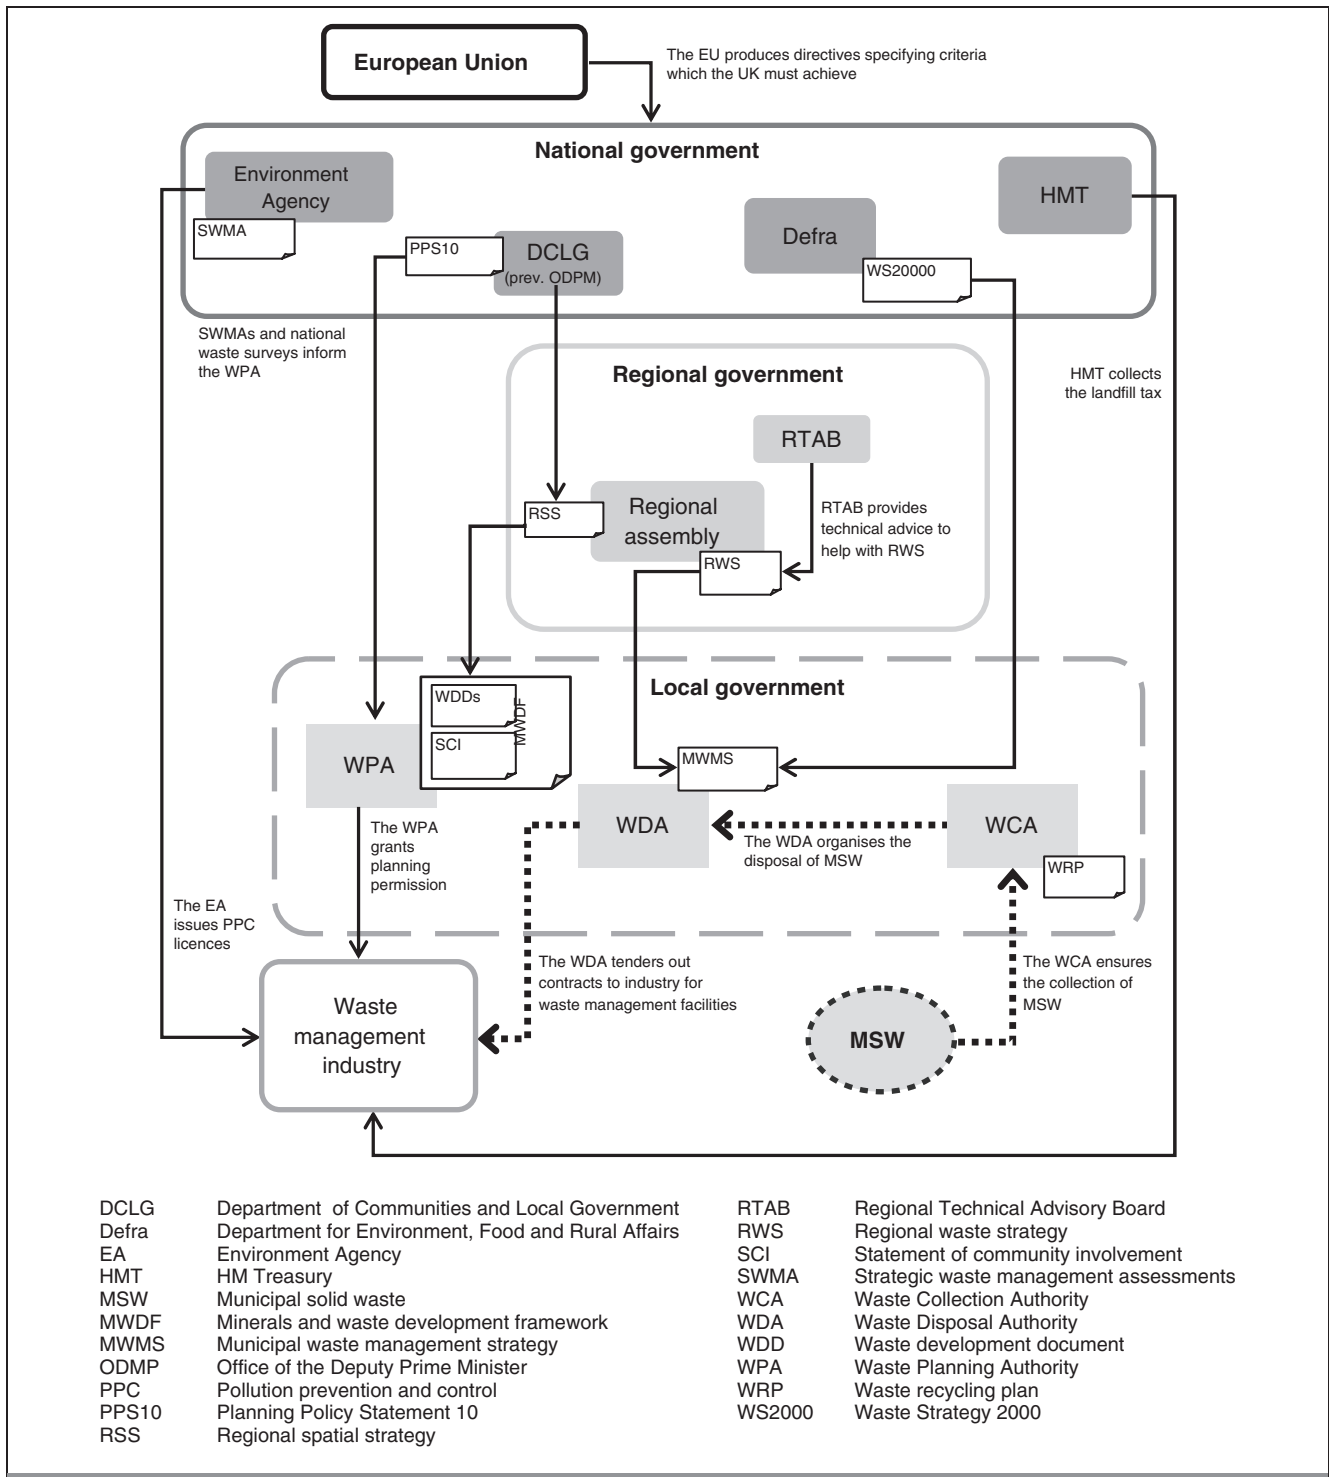 European Union
The EU produces directives specifying criteria
which the UK must achieve
National government
Environment
Agency
SWMA
PPS10
DCLG
(prev. ODPM)
Defra
WS20000
HMT
SWMAs and national
waste surveys inform
the WPA
HMT collects
the landfill tax
Regional government
RTAB
RSS
Regional
assembly
RWS
RTAB provides
technical advice to
help with RWS
Local government
WDDs
SCI
MWDF
WPA
MWMS
WDA
WCA
WRP
The WPA
grants
planning
permission
The WDA organises the
disposal of MSW
The EA
issues PPC
licences
The WDA tenders out
contracts to industry for
waste management facilities
The WCA ensures
the collection of
MSW
Waste
management
industry
MSW
DCLG Department of Communities and Local Government
Defra Department for Environment, Food and Rural Affairs
EA Environment Agency
HMT HM Treasury
MSW Municipal solid waste
MWDF Minerals and waste development framework
MWMS Municipal waste management strategy
ODMP Office of the Deputy Prime Minister
PPC Pollution prevention and control
PPS10 Planning Policy Statement 10
RSS Regional spatial strategy
RTAB Regional Technical Advisory Board
RWS Regional waste strategy
SCI Statement of community involvement
SWMA Strategic waste management assessments
WCA Waste Collection Authority
WDA Waste Disposal Authority
WDD Waste development document
WPA Waste Planning Authority
WRP Waste recycling plan
WS2000 Waste Strategy 2000